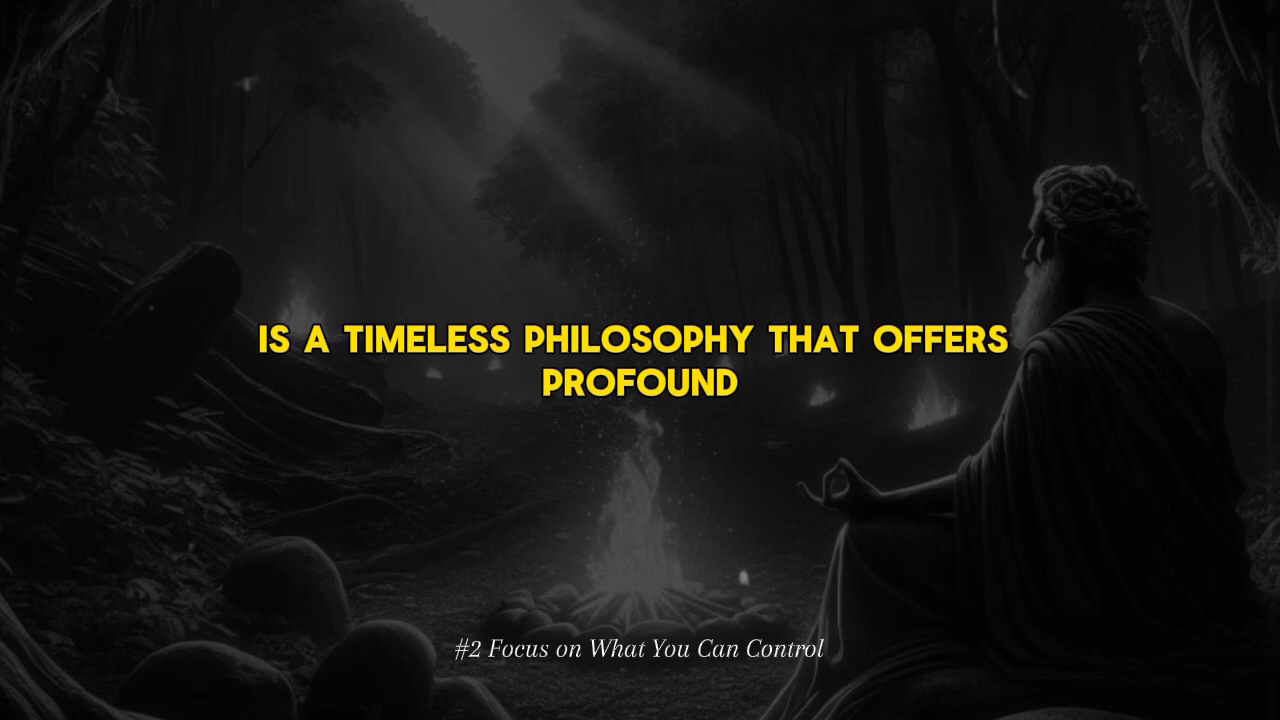 IS A TIMELESS PHILOSOPHY THAT OFFERS
PROFOUND
#2 Focus on What You Can Control